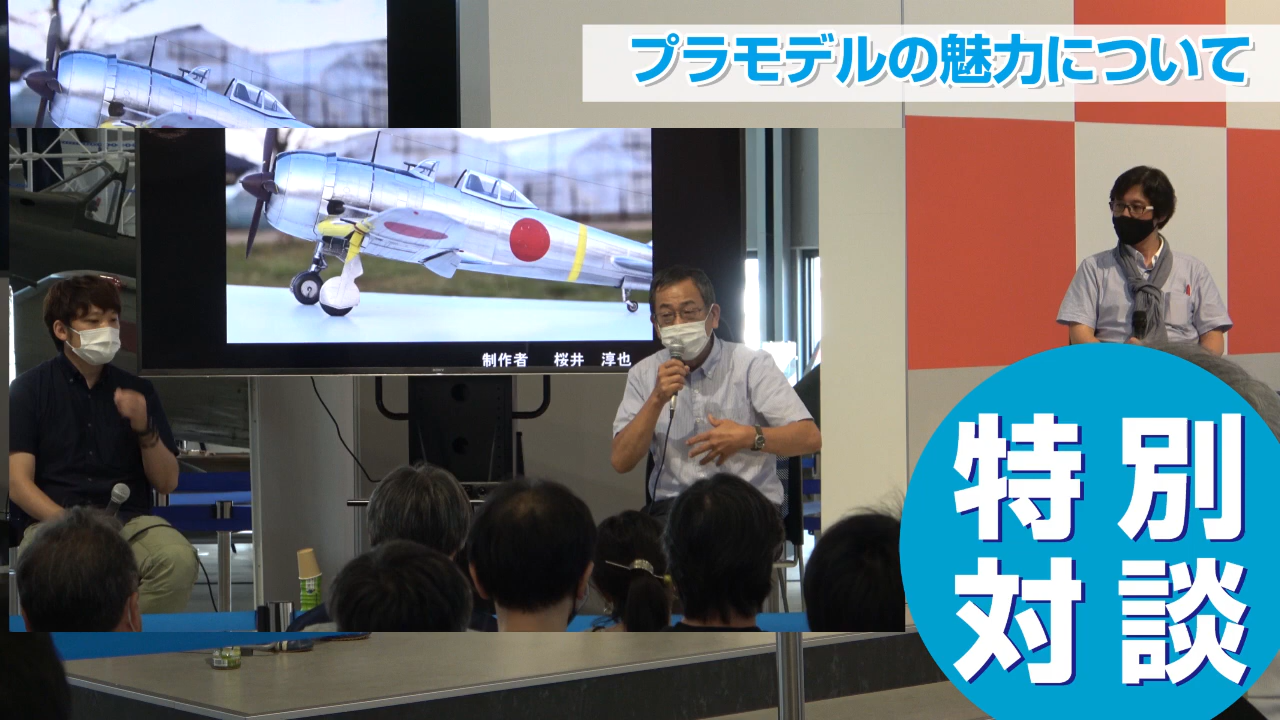 プラモデルの魅力について
制作者 桜井 淳也
特別
対談